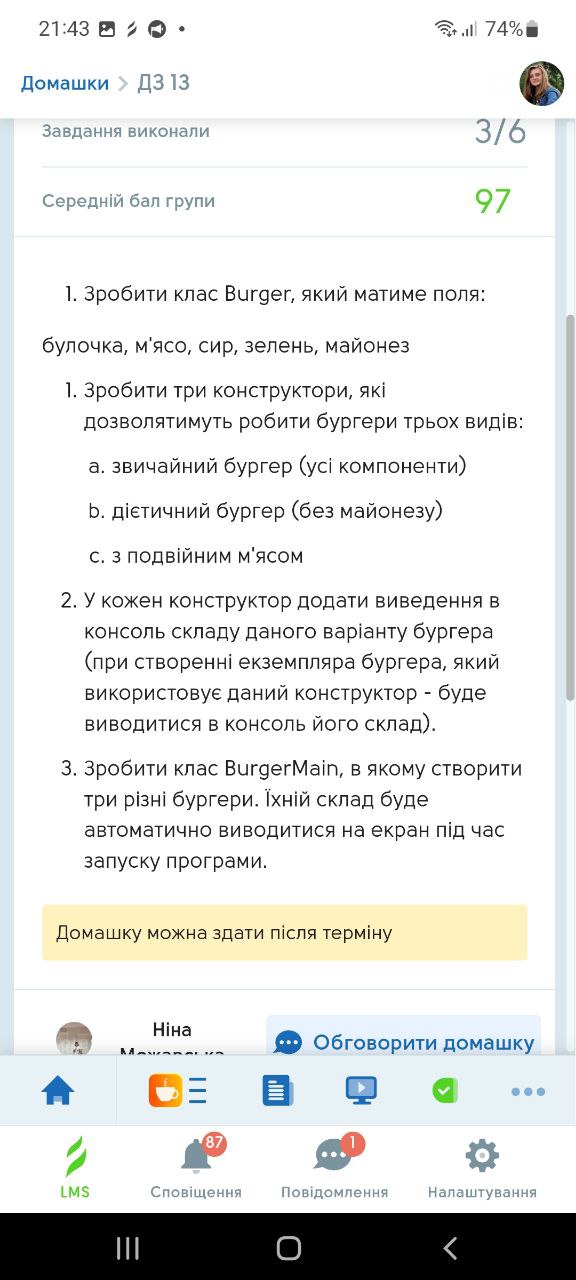 21:43
74%
Домашки > ДЗ 13
Завдання виконали 3/6
Середній бал групи 97
1. Зробити клас Burger, який матиме поля:
булочка, м'ясо, сир, зелень, майонез
1. Зробити три конструктори, які
дозволятимуть робити бургери трьох видів:
a. звичайний бургер (усі компоненти)
b. дієтичний бургер (без майонезу)
c. з подвійним м'ясом
2. У кожен конструктор додати виведення в
консоль складу даного варіанту бургера
(при створенні екземпляра бургера, який
використовує даний конструктор - буде
виводитися в консоль його склад).
3. Зробити клас BurgerMain, в якому створити
три різні бургери. Їхній склад буде
автоматично виводитися на екран під час
запуску програми.
Домашку можна здати після терміну
Ніна
Обговорити домашку
87
1
LMS
Сповіщення
Повідомлення
Налаштування